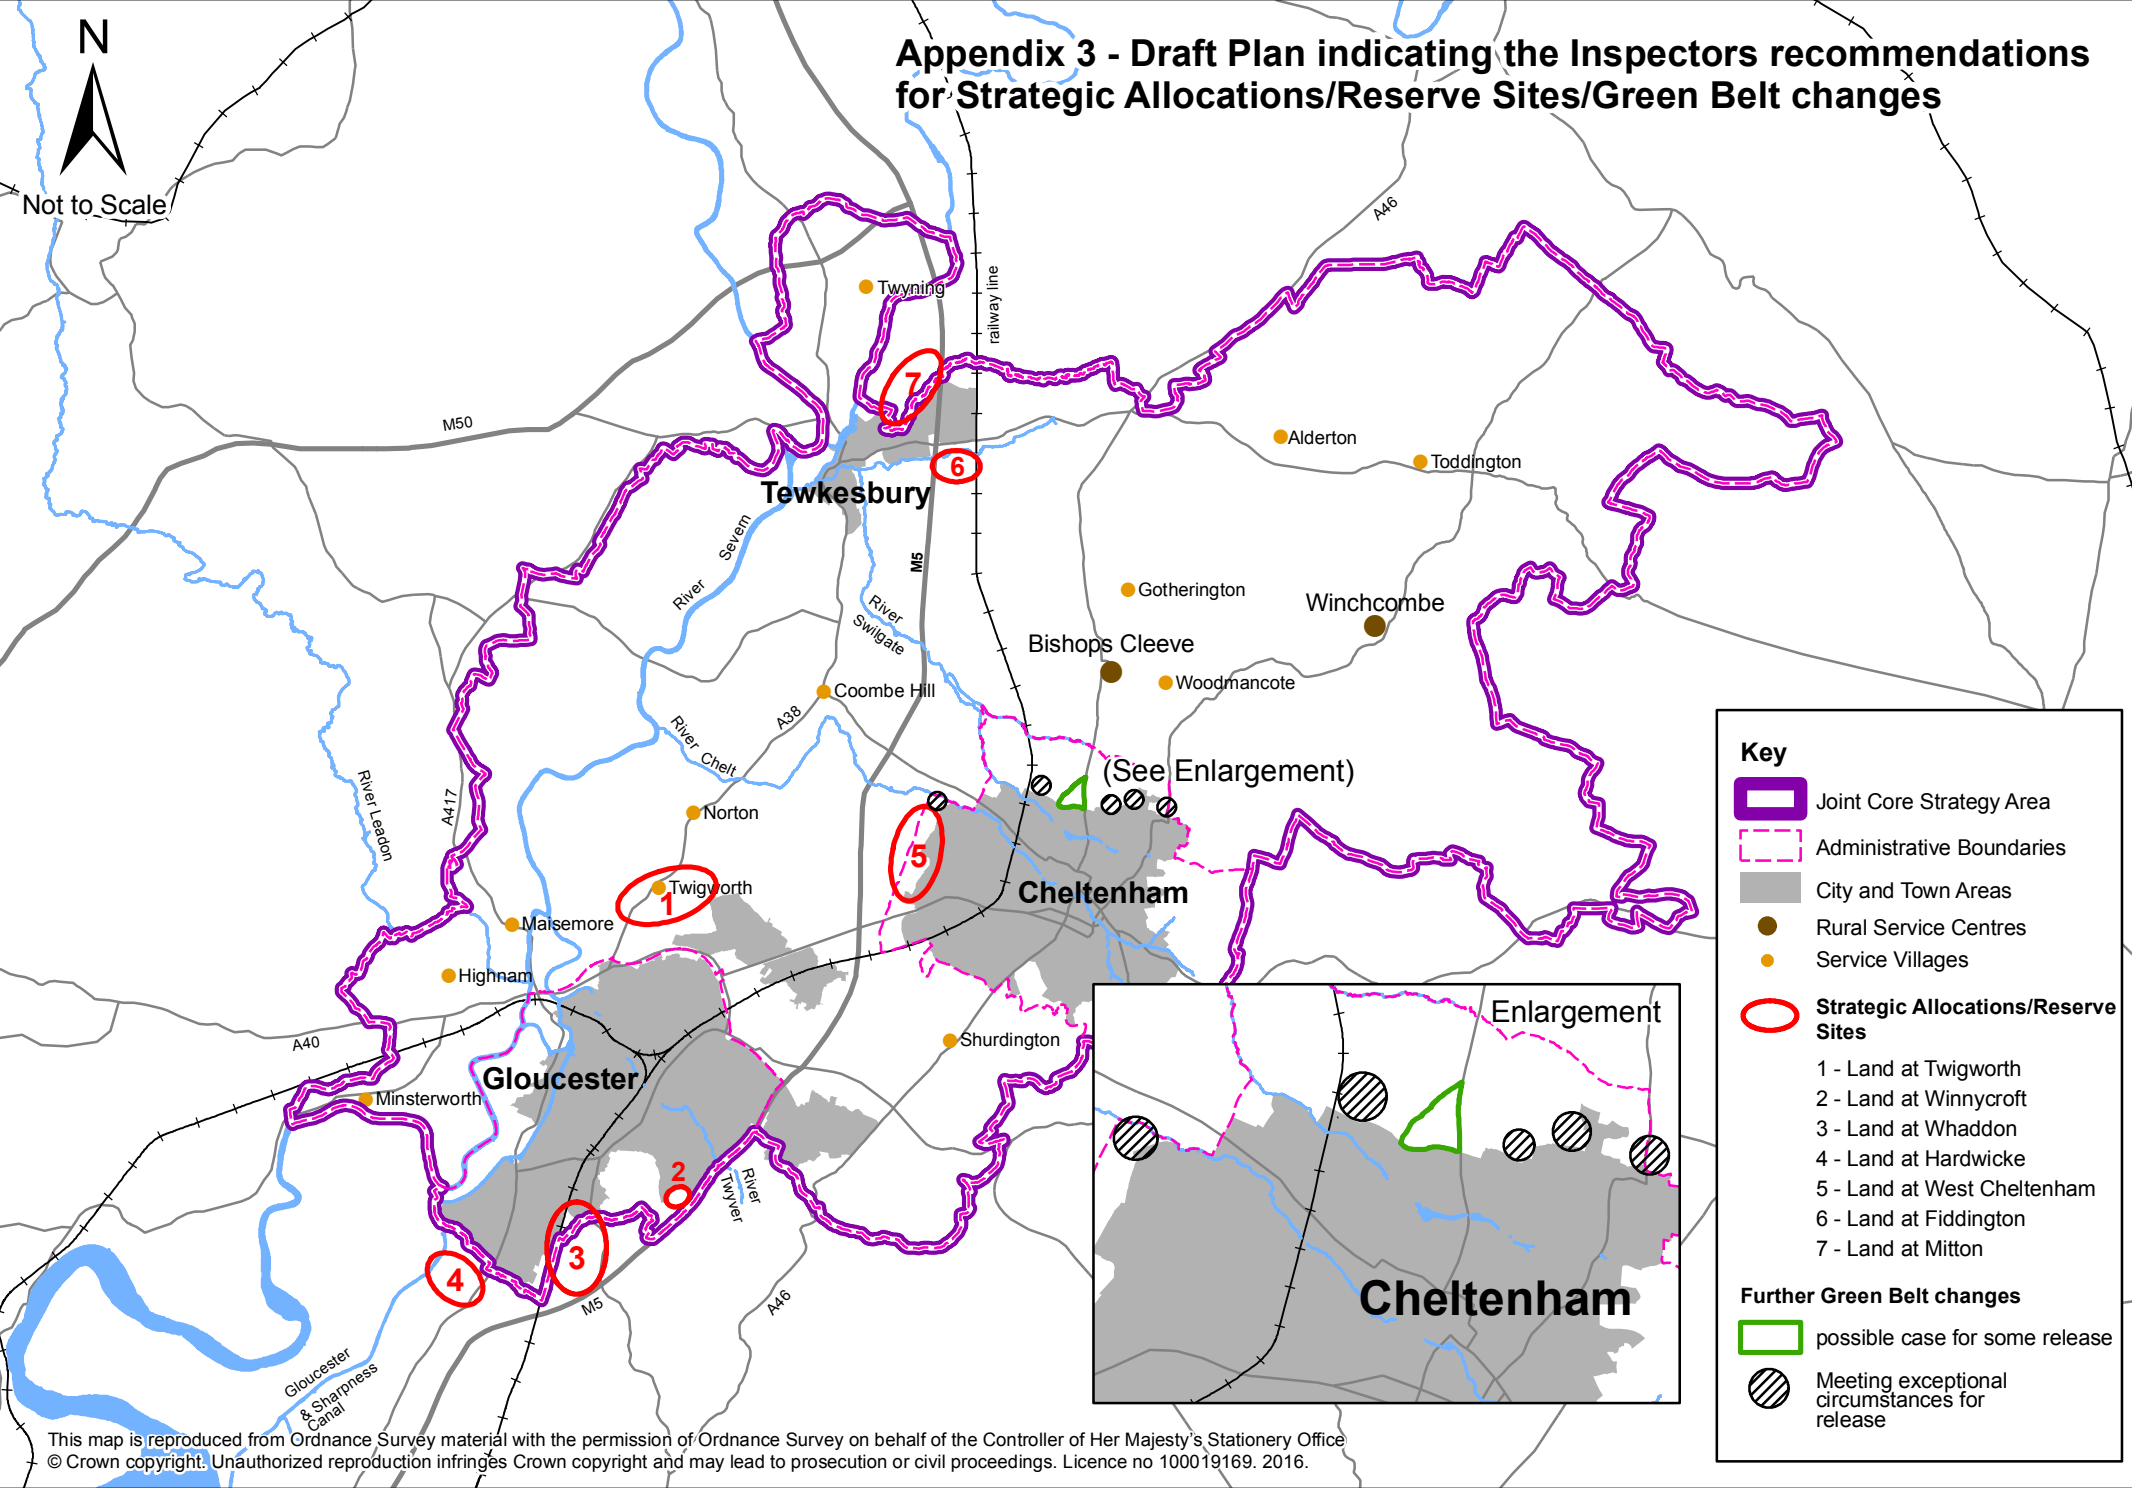 N
Not to Scale
Appendix 3 - Draft Plan indicating the Inspectors recommendations
for Strategic Allocations/Reserve Sites/Green Belt changes
A46
Twyning
railway line
7
M50
Alderton
Toddington
6
Tewkesbury
River
Severn
M5
Gotherington
Winchcombe
River
Swilgate
Bishops Cleeve
Woodmancote
Coombe Hill
A38
River
Chelt
(See Enlargement)
River Leadon
A417
Norton
5
Cheltenham
Twigworth
1
Maisemore
Highnam
A40
Shurdington
Gloucester
Minsterworth
2
River
Twyver
3
4
M5
A46
Gloucester
& Sharpness
Canal
Enlargement
Cheltenham
Key
Joint Core Strategy Area
Administrative Boundaries
City and Town Areas
Rural Service Centres
Service Villages
Strategic Allocations/Reserve
Sites
1 - Land at Twigworth
2 - Land at Winnycroft
3 - Land at Whaddon
4 - Land at Hardwicke
5 - Land at West Cheltenham
6 - Land at Fiddington
7 - Land at Mitton
Further Green Belt changes
possible case for some release
Meeting exceptional
circumstances for
release
This map is reproduced from Ordnance Survey material with the permission of Ordnance Survey on behalf of the Controller of Her Majesty's Stationery Office
© Crown copyright. Unauthorized reproduction infringes Crown copyright and may lead to prosecution or civil proceedings. Licence no 100019169. 2016.